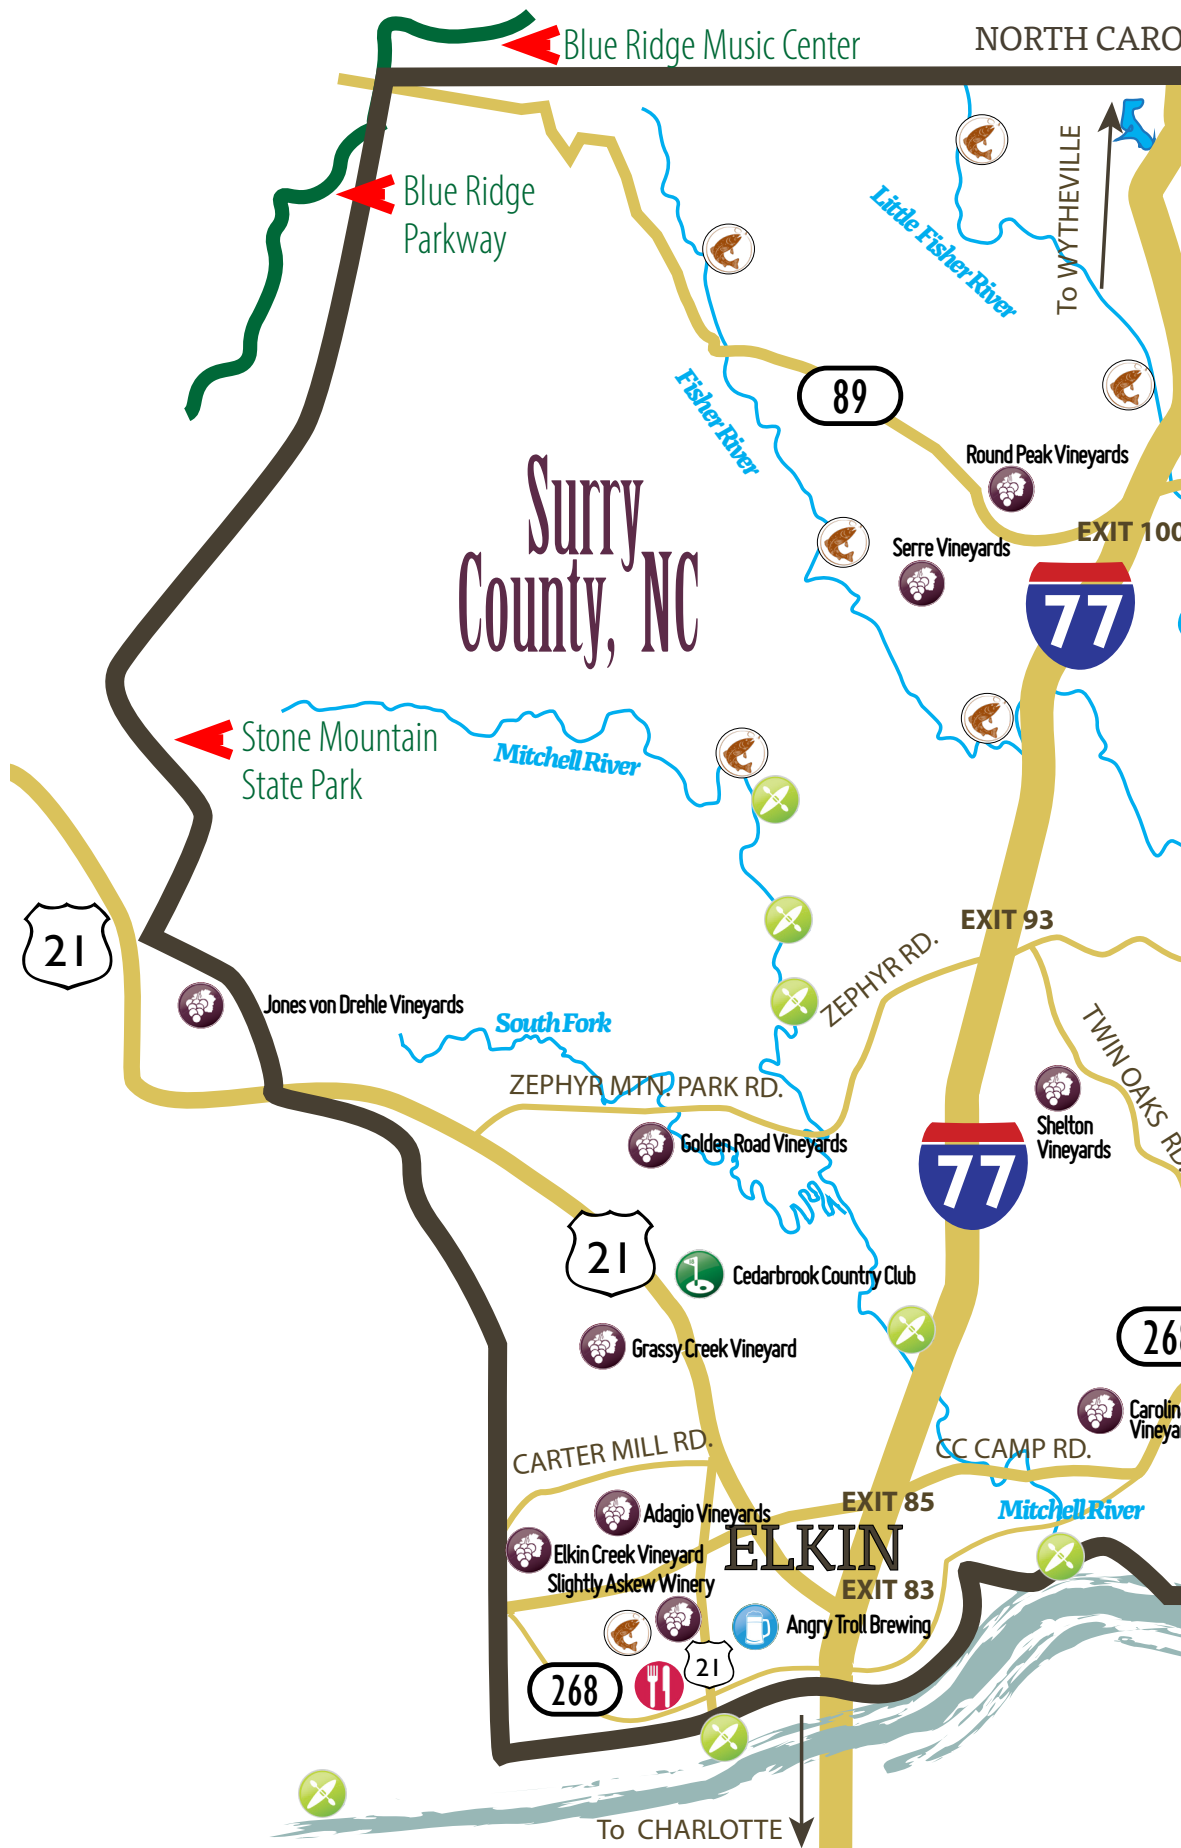 Blue Ridge Music Center
NORTH CARO
Blue Ridge
Parkway
To WYTHEVILLE
Little Fisher River
Fisher River
89
Round Peak Vineyards
EXIT 100
Surry
County, NC
Serre Vineyards
77
Stone Mountain
State Park
Mitchell River
21
EXIT 93
ZEPHYR RD.
Jones von Drehle Vineyards
South Fork
TWIN OAKS RD.
ZEPHYR MTN. PARK RD.
Shelton
Vineyards
Golden Road Vineyards
77
21
Cedarbrook Country Club
268
Grassy Creek Vineyard
Carolin
Vineyar
CARTER MILL RD.
CC CAMP RD.
EXIT 85
Mitchell River
Adagio Vineyards
ELKIN
Elkin Creek Vineyard
Slightly Askew Winery
EXIT 83
Angry Troll Brewing
21
268
To CHARLOTTE